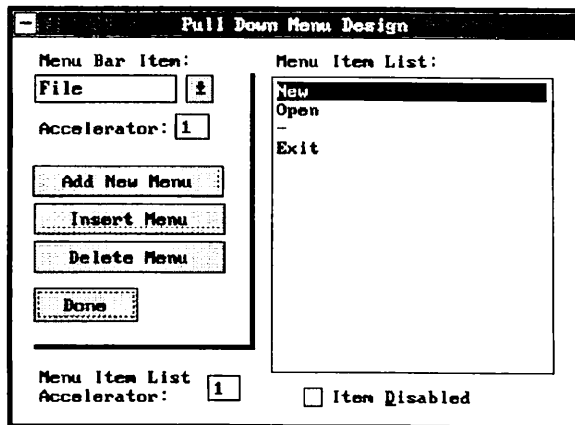 Pull Down Menu Design
Menu Bar Item:
File
Accelerator: 1
Add New Menu
Insert Menu
Delete Menu
Done
Menu Item List
Accelerator: 1
Menu Item List:
New
Open
-
Exit
Item Disabled